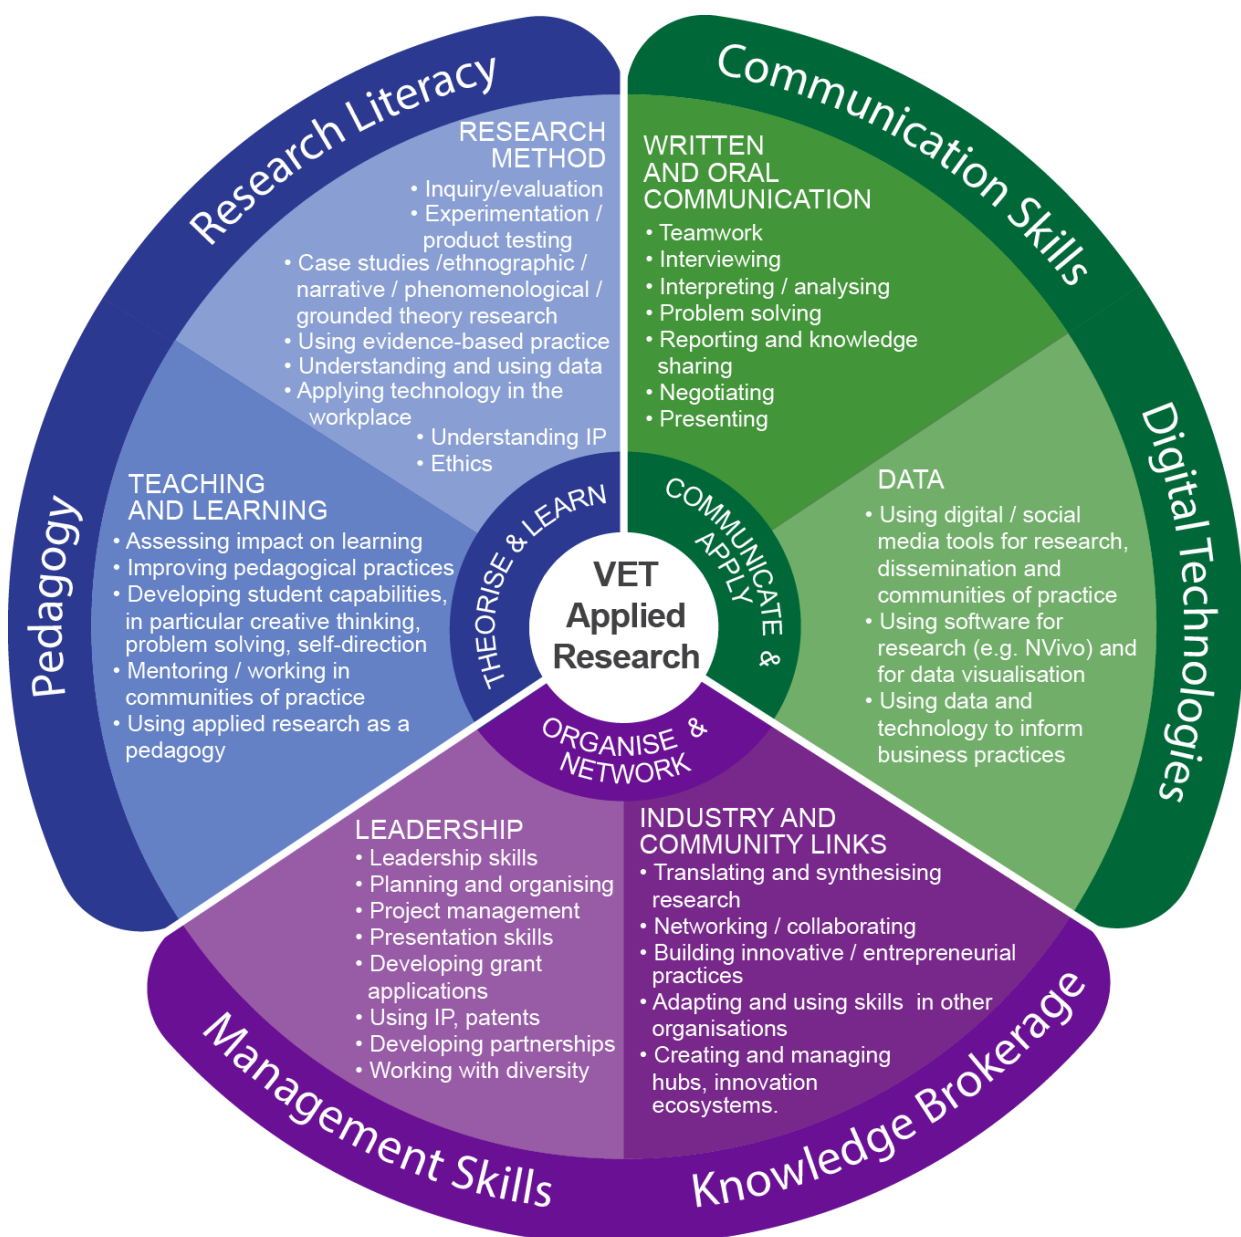 Research Literacy
RESEARCH
METHOD
• Inquiry/evaluation
• Experimentation /
product testing
• Case studies /ethnographic /
narrative / phenomenological /
grounded theory research
• Using evidence-based practice
• Understanding and using data
• Applying technology in the
workplace
• Understanding IP
• Ethics
Communication Skills
WRITTEN
AND ORAL
COMMUNICATION
• Teamwork
• Interviewing
• Interpreting / analysing
• Problem solving
• Reporting and knowledge
sharing
• Negotiating
• Presenting
Pedagogy
TEACHING
AND LEARNING
• Assessing impact on learning
• Improving pedagogical practices
• Developing student capabilities,
in particular creative thinking,
problem solving, self-direction
• Mentoring / working in
communities of practice
• Using applied research as a
pedagogy
THEORISE & LEARN
COMMUNICATE &
APPLY
VET
Applied
Research
ORGANISE &
NETWORK
Digital Technologies
DATA
• Using digital / social
media tools for research,
dissemination and
communities of practice
• Using software for
research (e.g. NVivo) and
for data visualisation
• Using data and
technology to inform
business practices
LEADERSHIP
• Leadership skills
• Planning and organising
• Project management
• Presentation skills
• Developing grant
applications
• Using IP, patents
• Developing partnerships
• Working with diversity
Management Skills
INDUSTRY AND
COMMUNITY LINKS
• Translating and synthesising
research
• Networking / collaborating
• Building innovative / entrepreneurial
practices
• Adapting and using skills in other
organisations
• Creating and managing
hubs, innovation
ecosystems.
Knowledge Brokerage